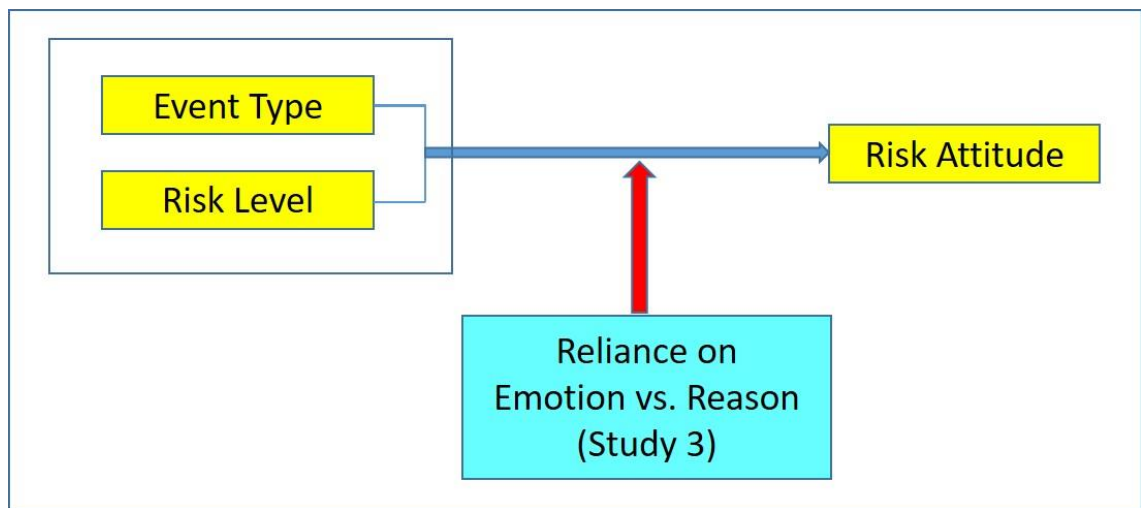 Event Type
Risk Level
Risk Attitude
Reliance on
Emotion vs. Reason
(Study 3)